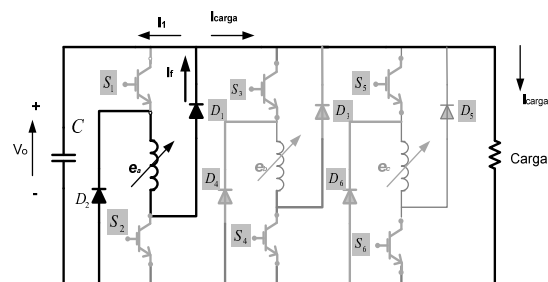 I1
Icarga
If
S1
D1
S3
D3
S5
D5
Icarga
+
Vo
-
C
ea
eb
ec
Carga
D2
D4
D6
S2
S4
S6